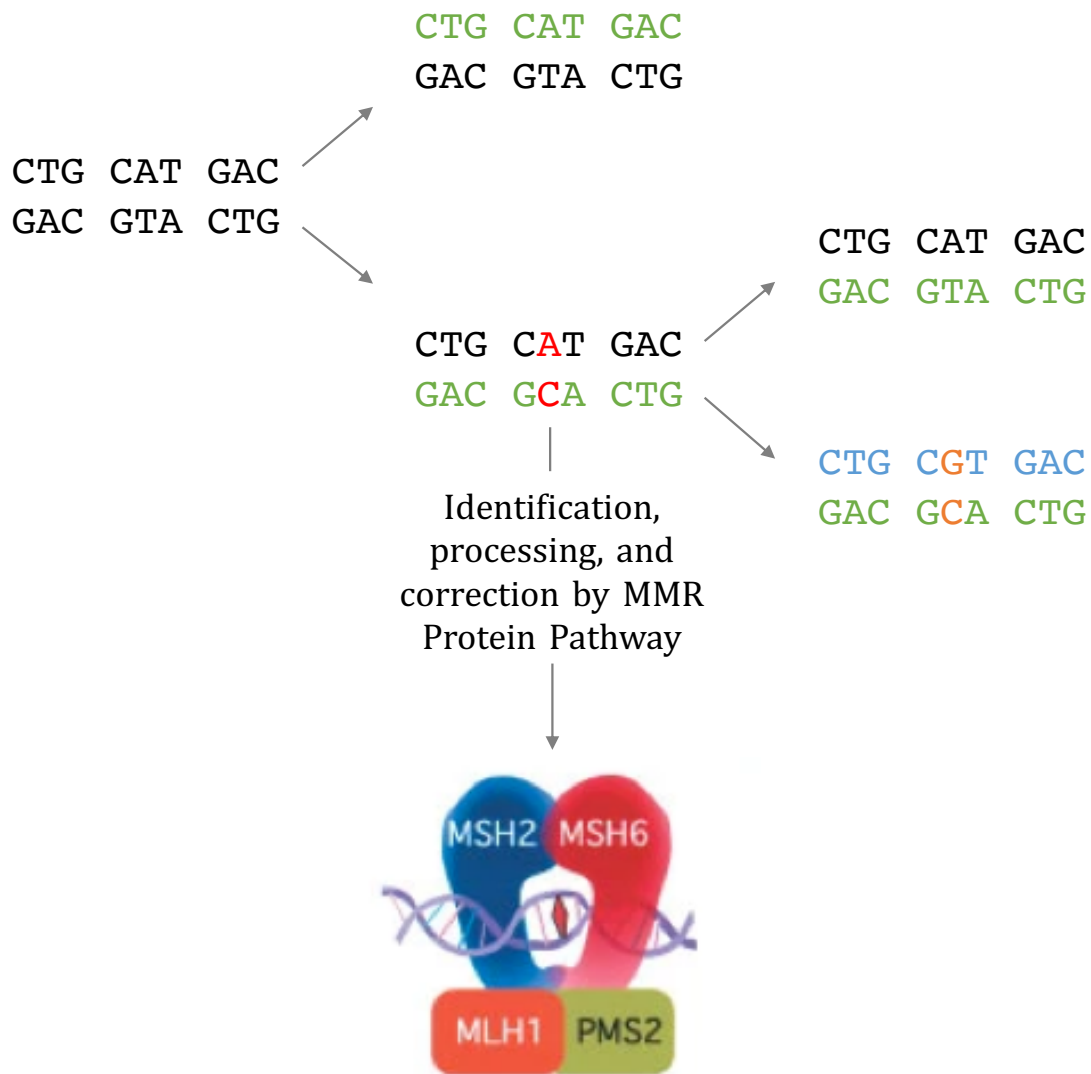 CTG CAT GAC
GAC GTA CTG
CTG CAT GAC
GAC GTA CTG
CTG CAT GAC
GAC GTA CTG
CTG CAT GAC
GAC GCA CTG
CTG CGT GAC
GAC GCA CTG
Identification,
processing, and
correction by MMR
Protein Pathway
MSH2 MSH6
MLH1 PMS2